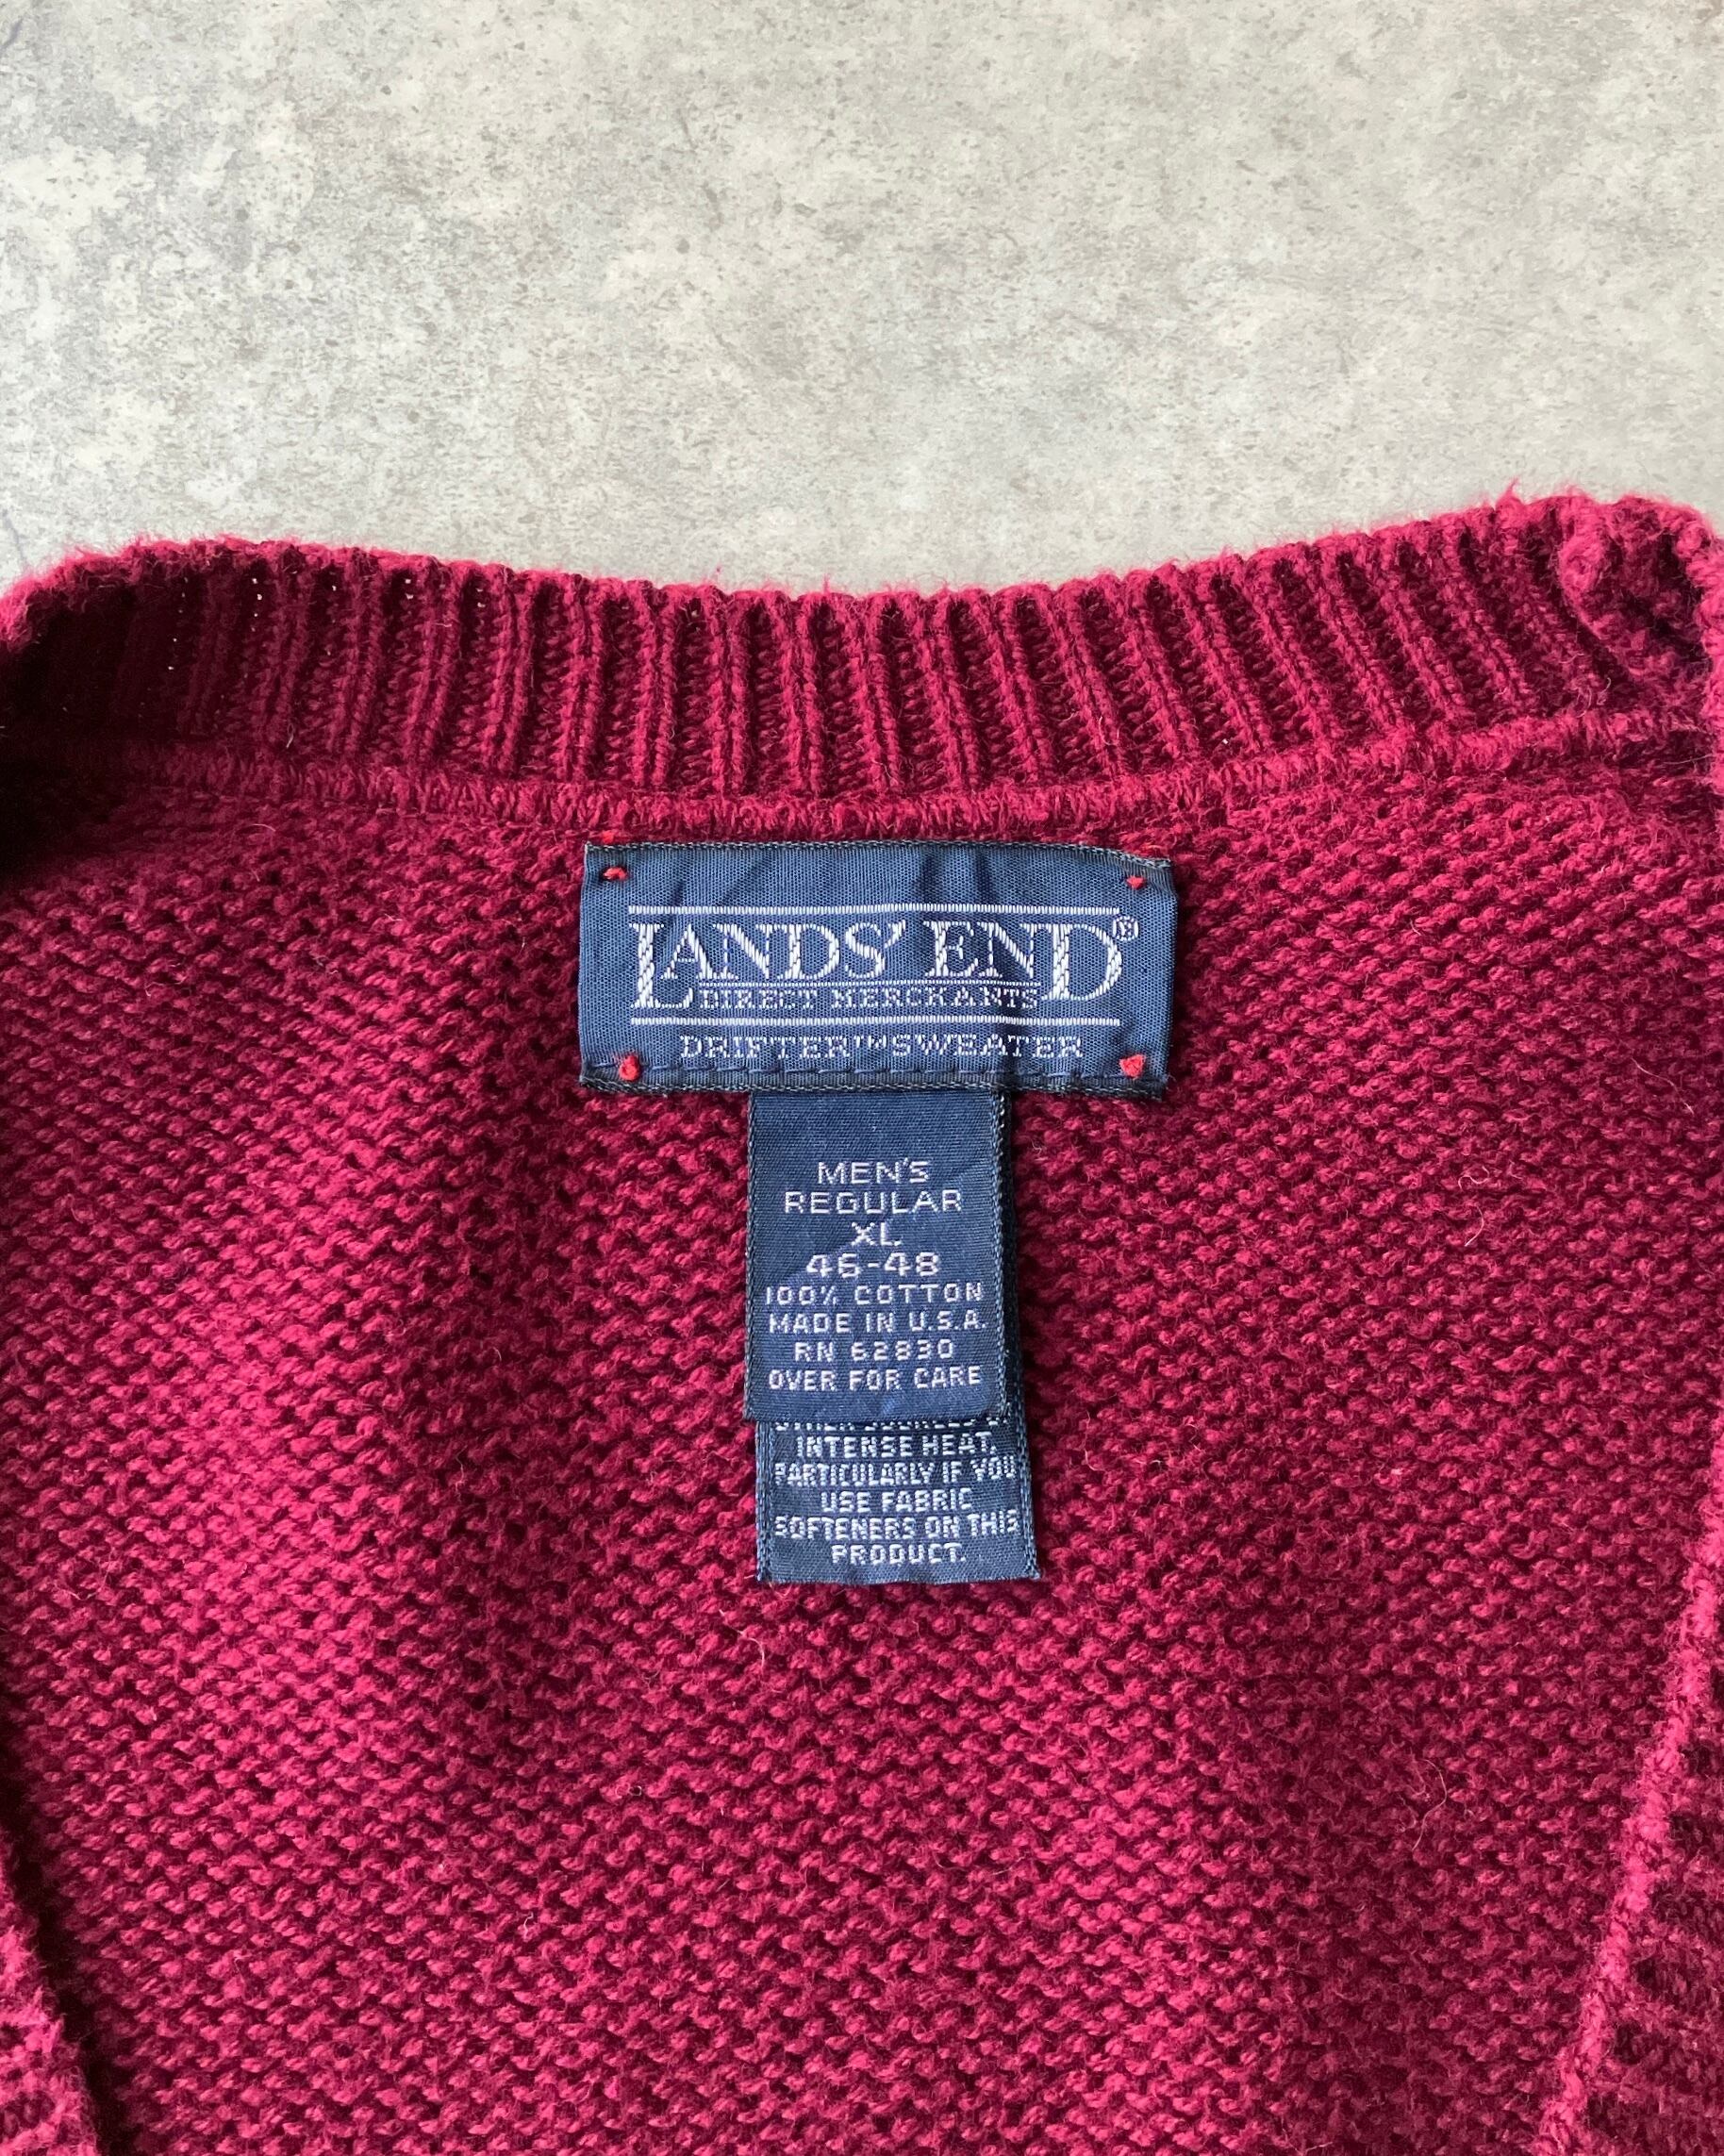 LANDS' END®
DIRECT MERCHANTS
DRIFTER™ SWEATER
MEN'S
REGULAR
XL
46-48
100% COTTON
MADE IN U.S.A.
RN 62830
OVER FOR CARE
INTENSE HEAT,
PARTICULARLY IF YOU
USE FABRIC
SOFTENERS ON THIS
PRODUCT.